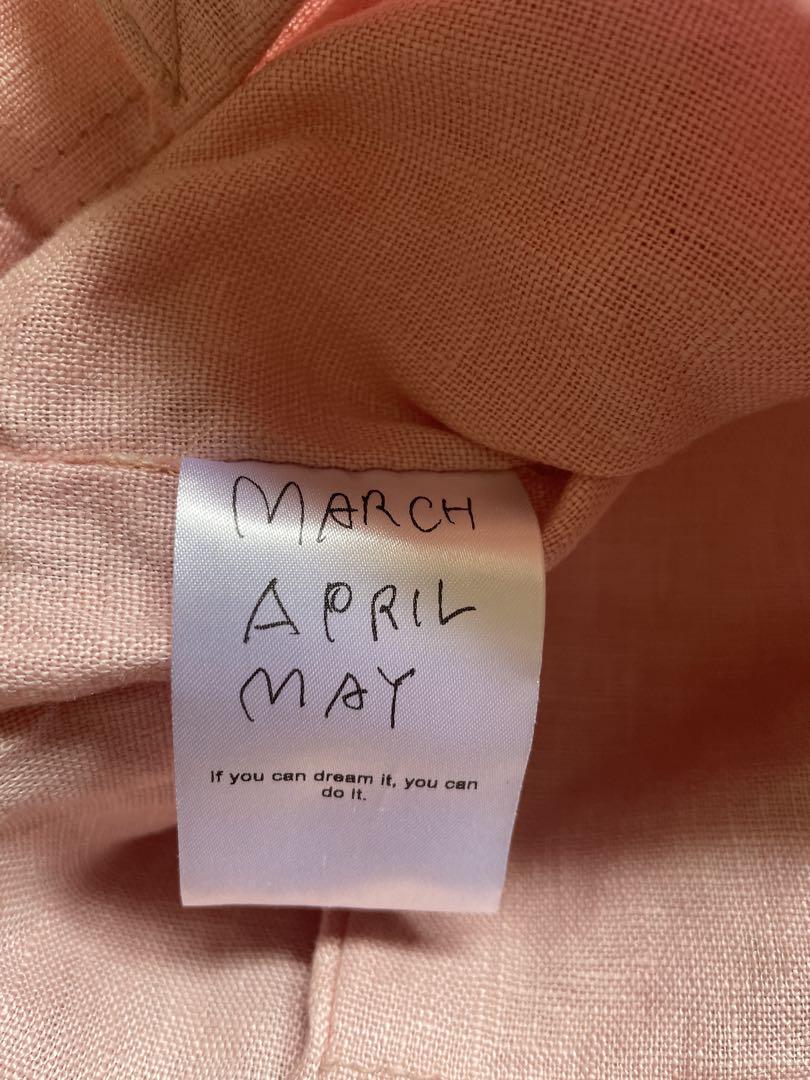 MARCH
APRIL
MAY
If you can dream it, you can
do it.